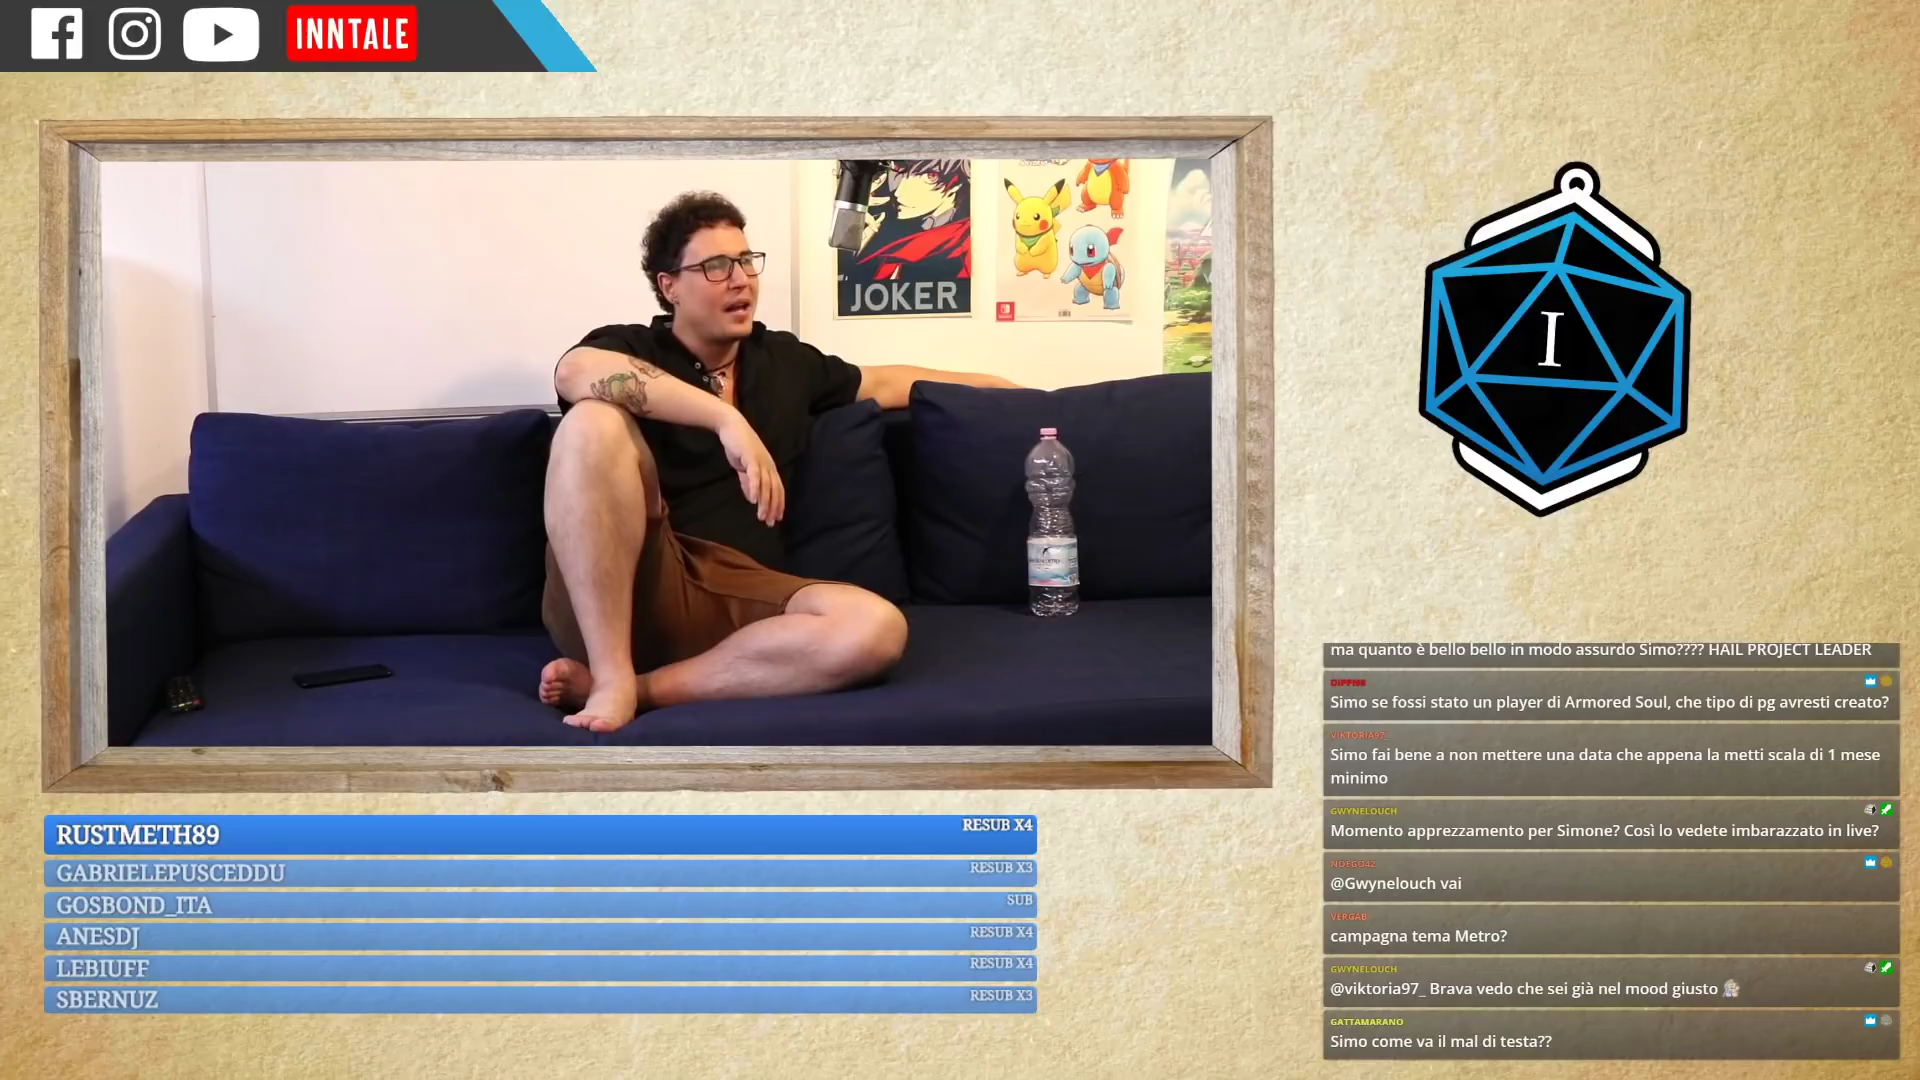 INNTALE
JOKER
I
ma quanto è bello bello in modo assurdo Simo???? HAIL PROJECT LEADER
DIPPI98
Simo se fossi stato un player di Armored Soul, che tipo di pg avresti creato?
VIKTORIA97_
Simo fai bene a non mettere una data che appena la metti scala di 1 mese
minimo
GWYNELOUCH
Momento apprezzamento per Simone? Così lo vedete imbarazzato in live?
@Gwynelouch vai
VERGAB
campagna tema Metro?
GWYNELOUCH
@viktoria97_ Brava vedo che sei già nel mood giusto
GATTAMARANO
Simo come va il mal di testa??
RUSTMETH89 RESUB X4
GABRIELEPUSCEDDU RESUB X3
GOSBOND_ITA SUB
ANESDJ RESUB X4
LEBIUFF RESUB X4
SBERNUZ RESUB X3